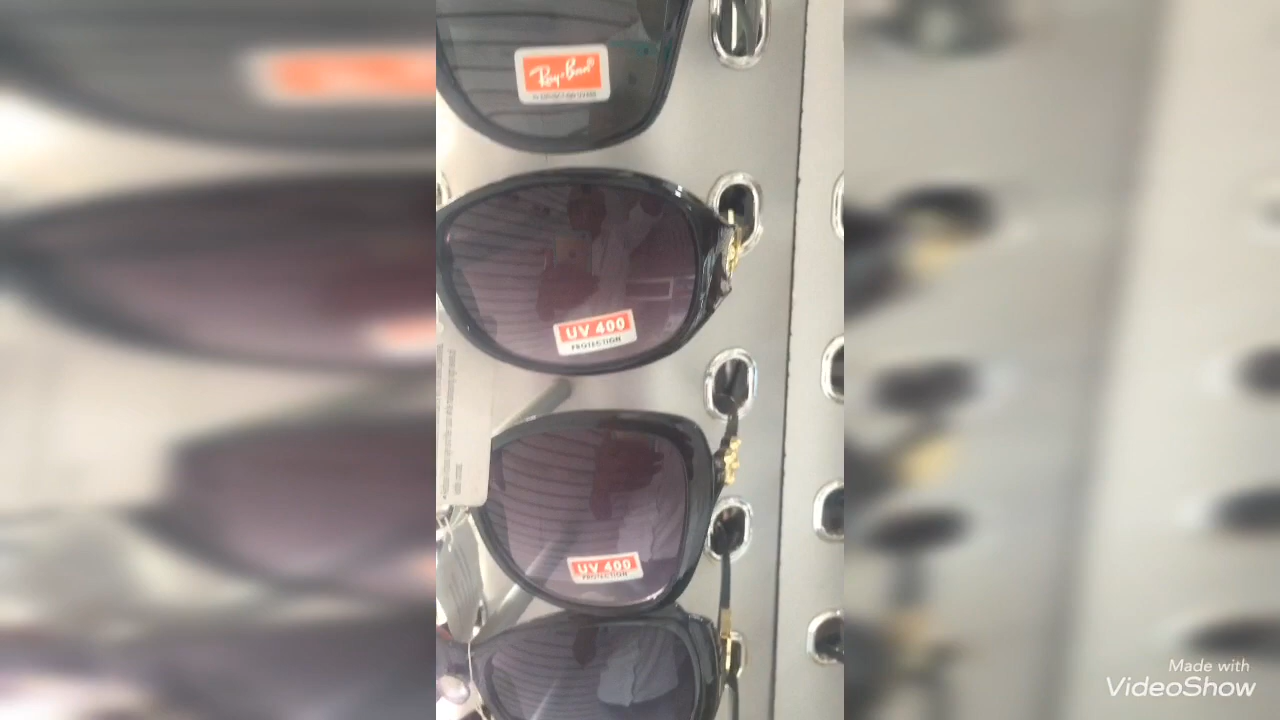 Ray-Ban
UV 400
PROTECTION
UV 400
PROTECTION
Made with
VideoShow